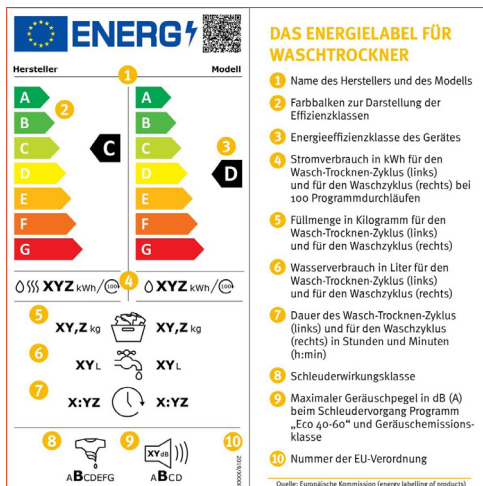 ENERG
Hersteller
Modell
1
A
A
B
B
2
C
C
C
3
D
D
D
E
E
F
F
G
G
XYZ kWh/100
4
XYZ kWh/100
5
XY,Z kg
XY,Z kg
6
XY L
XY L
7
X:YZ
X:YZ
8
9
10
XY dB
ABCDEFG
ABCD
DAS ENERGIELABEL FÜR
WASCHTROCKNER
1 Name des Herstellers und des Modells
2 Farbbalken zur Darstellung der
Effizienzklassen
3 Energieeffizienzklasse des Gerätes
4 Stromverbrauch in kWh für den
Wasch-Trocknen-Zyklus (links)
und für den Waschzyklus (rechts) bei
100 Programmdurchläufen
5 Füllmenge in Kilogramm für den
Wasch-Trocknen-Zyklus (links)
und für den Waschzyklus (rechts)
6 Wasserverbrauch in Liter für den
Wasch-Trocknen-Zyklus (links)
und für den Waschzyklus (rechts)
7 Dauer des Wasch-Trocknen-Zyklus
(links) und für den Waschzyklus
(rechts) in Stunden und Minuten
(h:min)
8 Schleuderwirkungsklasse
9 Maximaler Geräuschpegel in dB (A)
beim Schleudervorgang Programm
„Eco 40-60“ und Geräuschemissions-
klasse
10 Nummer der EU-Verordnung
Quelle: Europäische Kommission (energy labelling of products)